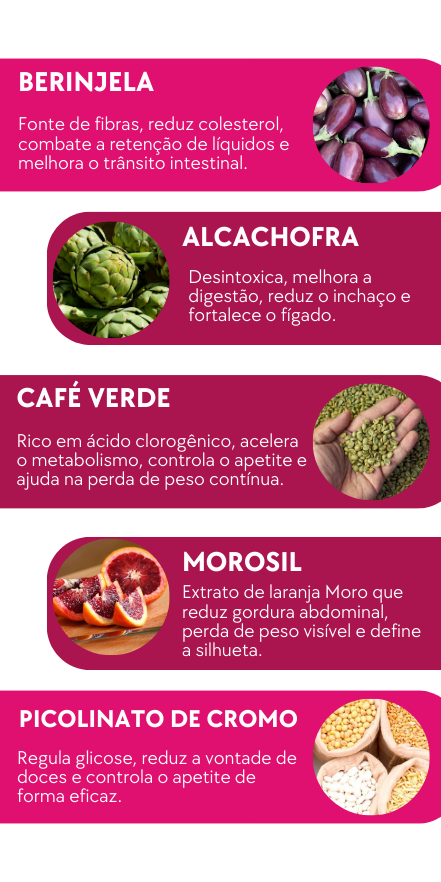 BERINJELA
Fonte de fibras, reduz colesterol,
combate a retenção de líquidos e
melhora o trânsito intestinal.
ALCACHOFRA
Desintoxica, melhora a
digestão, reduz o inchaço e
fortalece o fígado.
CAFÉ VERDE
Rico em ácido clorogênico, acelera
o metabolismo, controla o apetite e
ajuda na perda de peso contínua.
MOROSIL
Extrato de laranja Moro que
reduz gordura abdominal,
perda de peso visível e define
a silhueta.
PICOLINATO DE CROMO
Regula glicose, reduz a vontade de
doces e controla o apetite de
forma eficaz.